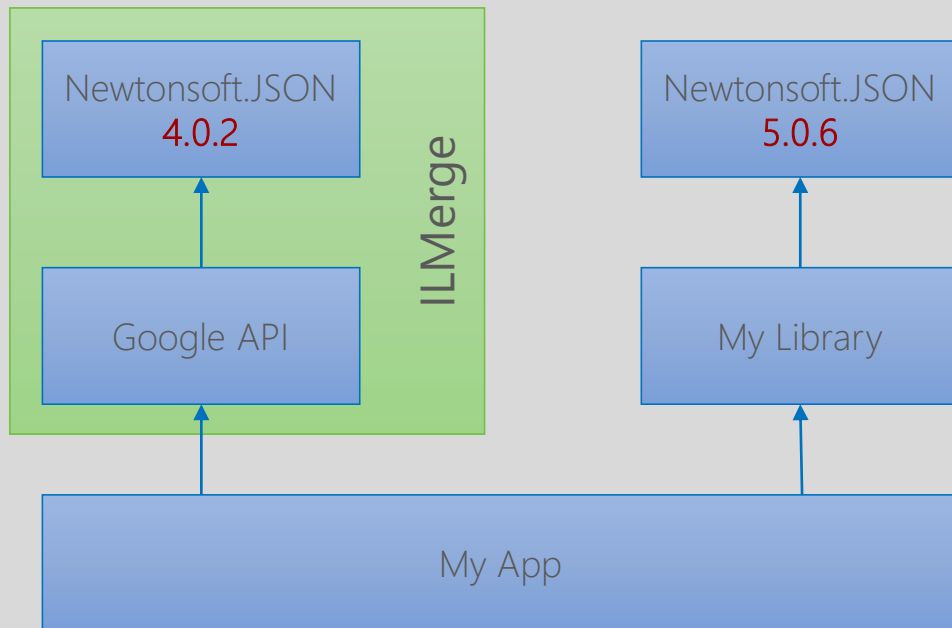 Newtonsoft.JSON
4.0.2
Newtonsoft.JSON
5.0.6
ILMerge
Google API
My Library
My App